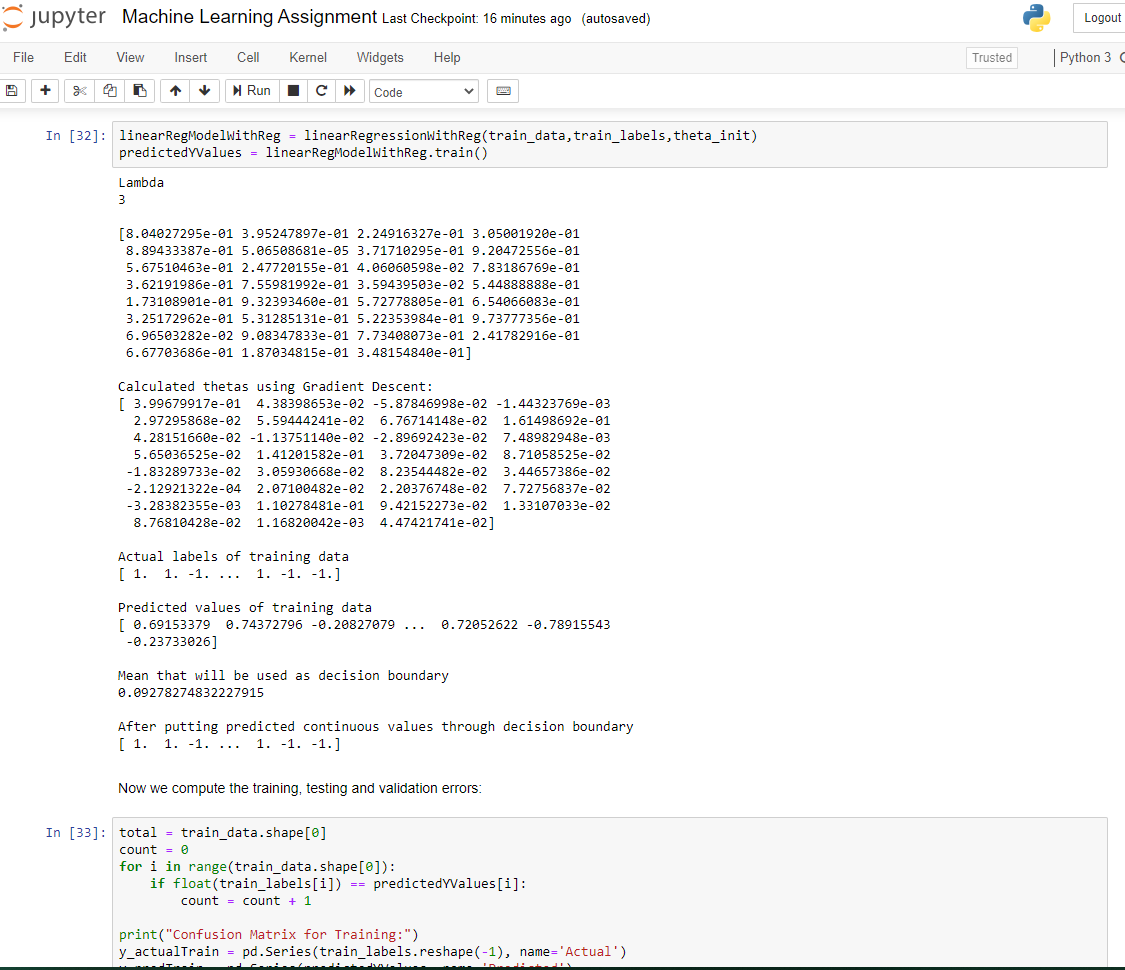 jupyter Machine Learning Assignment Last Checkpoint: 16 minutes ago (autosaved)
Logout
File Edit View Insert Cell Kernel Widgets Help Trusted Python 3
Run Code
In [32]: linearRegModelWithReg = linearRegressionWithReg(train_data,train_labels,theta_init)
predictedYValues = linearRegModelWithReg.train()
Lambda
3
[8.04027295e-01 3.95247897e-01 2.24916327e-01 3.05001920e-01
8.89433387e-01 5.06508681e-05 3.71710295e-01 9.20472556e-01
5.67510463e-01 2.47720155e-01 4.06060598e-02 7.83186769e-01
3.62191986e-01 7.55981992e-01 3.59439503e-02 5.44888888e-01
1.73108901e-01 9.32393460e-01 5.72778805e-01 6.54066083e-01
3.25172962e-01 5.31285131e-01 5.22353984e-01 9.73777356e-01
6.96503282e-02 9.08347833e-01 7.73408073e-01 2.41782916e-01
6.67703686e-01 1.87034815e-01 3.48154840e-01]
Calculated thetas using Gradient Descent:
[ 3.99679917e-01 4.38398653e-02 -5.87846998e-02 -1.44323769e-03
2.97295868e-02 5.59444241e-02 6.76714148e-02 1.61498692e-01
4.28151660e-02 -1.13751140e-02 -2.89692423e-02 7.48982948e-03
5.65036525e-02 1.41201582e-01 3.72047309e-02 8.71058525e-02
-1.83289733e-02 3.05930668e-02 8.23544482e-02 3.44657386e-02
-2.12921322e-04 2.07100482e-02 2.20376748e-02 7.72756837e-02
-3.28382355e-03 1.10278481e-01 9.42152273e-02 1.33107033e-02
8.76810428e-02 1.16820042e-03 4.47421741e-02]
Actual labels of training data
[ 1. 1. -1. ... 1. -1. -1.]
Predicted values of training data
[ 0.69153379 0.74372796 -0.20827079 ... 0.72052622 -0.78915543
-0.23733026]
Mean that will be used as decision boundary
0.09278274832227915
After putting predicted continuous values through decision boundary
[ 1. 1. -1. ... 1. -1. -1.]
Now we compute the training, testing and validation errors:
In [33]: total = train_data.shape[0]
count = 0
for i in range(train_data.shape[0]):
if float(train_labels[i]) == predictedYValues[i]:
count = count + 1
print("Confusion Matrix for Training:")
y_actualTrain = pd.Series(train_labels.reshape(-1), name='Actual')